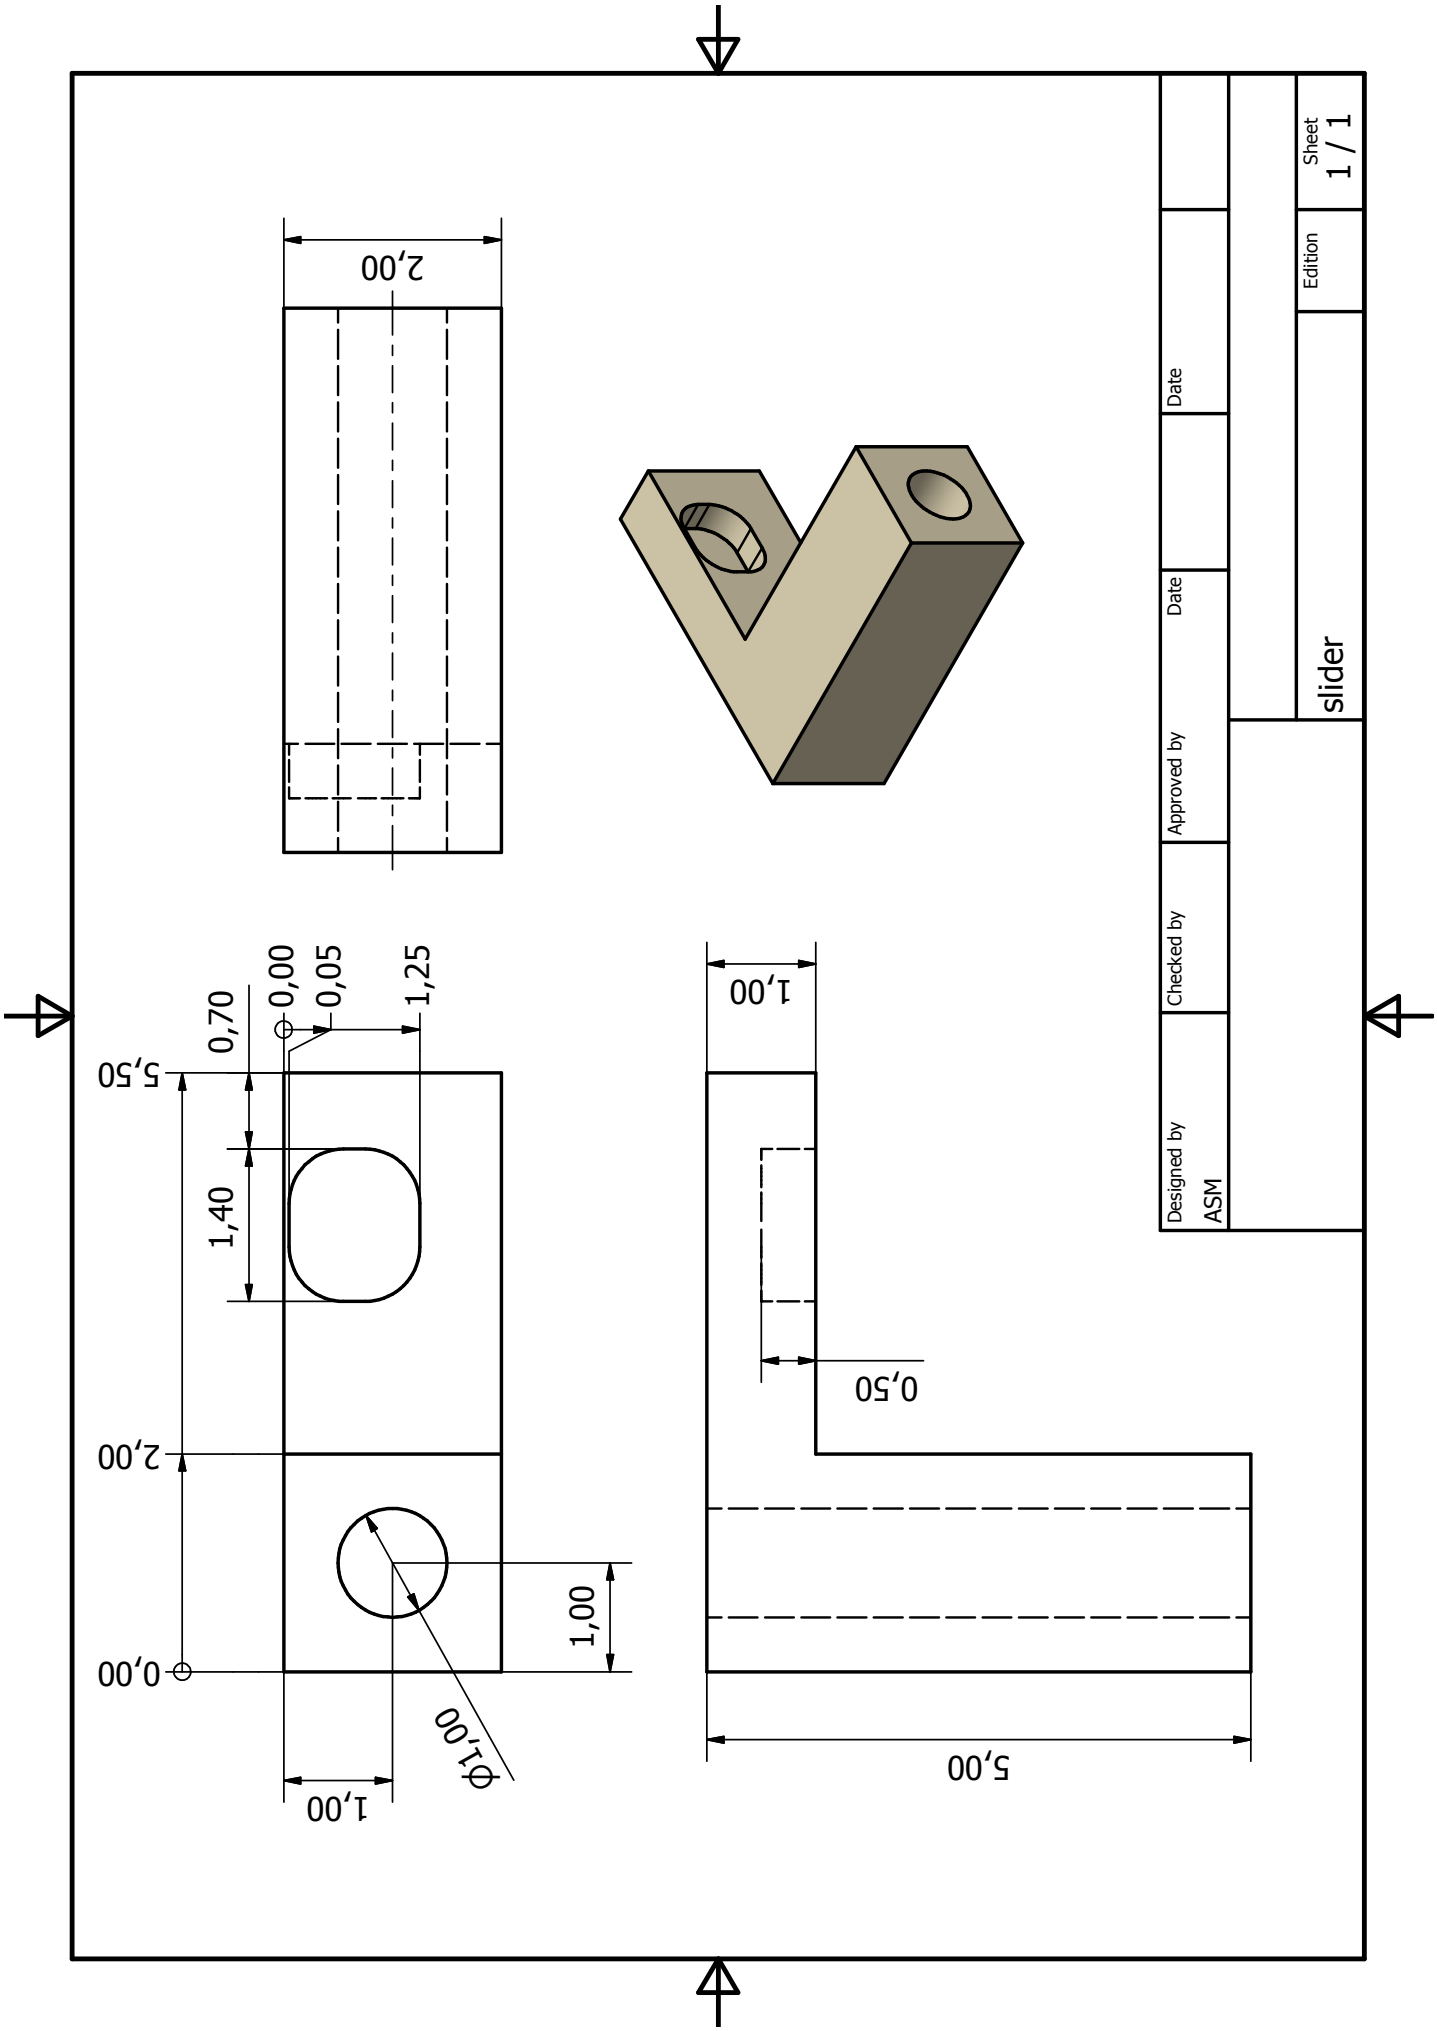 0,00
2,00
5,50
1,40
0,70
0,00
0,05
1,25
2,00
1,00
Ø1,00
1,00
5,00
0,50
1,00
Designed by
ASM
Checked by
Approved by
Date
Date
slider
Edition
Sheet
1 / 1